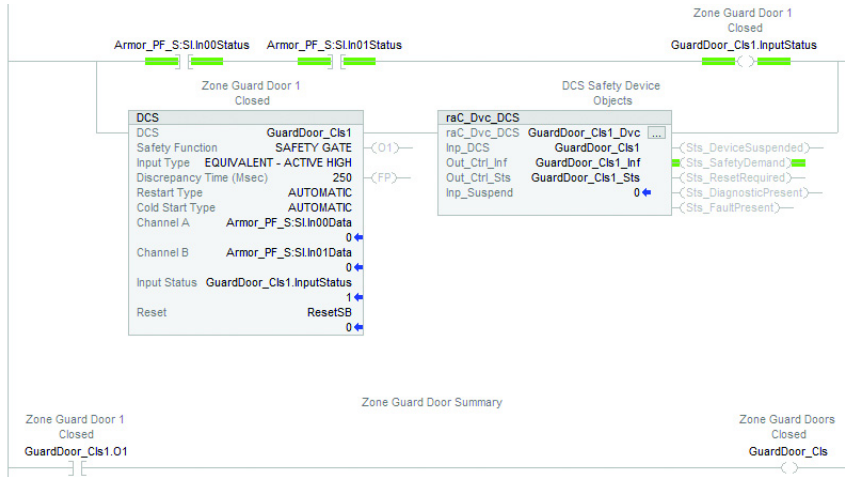 Zone Guard Door 1
Closed
Armor_PF_S:SI.In00Status Armor_PF_S:SI.In01Status GuardDoor_Cls1.InputStatus
Zone Guard Door 1
Closed
DCS
DCS GuardDoor_Cls1
Safety Function SAFETY GATE
Input Type EQUIVALENT - ACTIVE HIGH
Discrepancy Time (Msec) 250
Restart Type AUTOMATIC
Cold Start Type AUTOMATIC
Channel A Armor_PF_S:SI.In00Data
0
Channel B Armor_PF_S:SI.In01Data
0
Input Status GuardDoor_Cls1.InputStatus
1
Reset ResetSB
0
O1
FP
DCS Safety Device
Objects
raC_Dvc_DCS
raC_Dvc_DCS GuardDoor_Cls1_Dvc ...
Inp_DCS GuardDoor_Cls1
Out_Ctrl_Inf GuardDoor_Cls1_Inf
Out_Ctrl_Sts GuardDoor_Cls1_Sts
Inp_Suspend 0
Sts_DeviceSuspended
Sts_SafetyDemand
Sts_ResetRequired
Sts_DiagnosticPresent
Sts_FaultPresent
Zone Guard Door Summary
Zone Guard Door 1
Closed
GuardDoor_Cls1.O1
Zone Guard Doors
Closed
GuardDoor_Cls